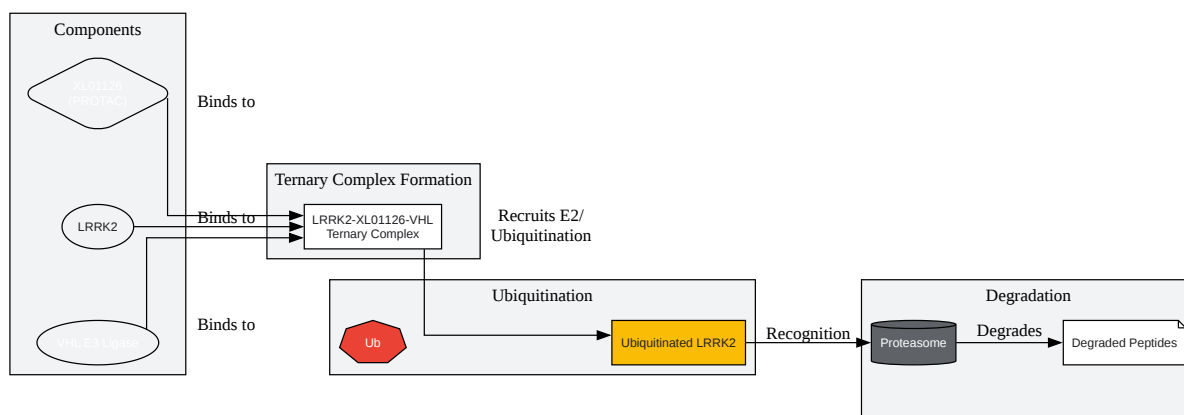 Components
XL01126
(PROTAC)
Binds to
LRRK2
Binds to
VHL E3 Ligase
Binds to
Ternary Complex Formation
LRRK2-XL01126-VHL
Ternary Complex
Recruits E2/
Ubiquitination
Ubiquitination
Ub
Ubiquitinated LRRK2
Recognition
Degradation
Proteasome
Degrades
Degraded Peptides